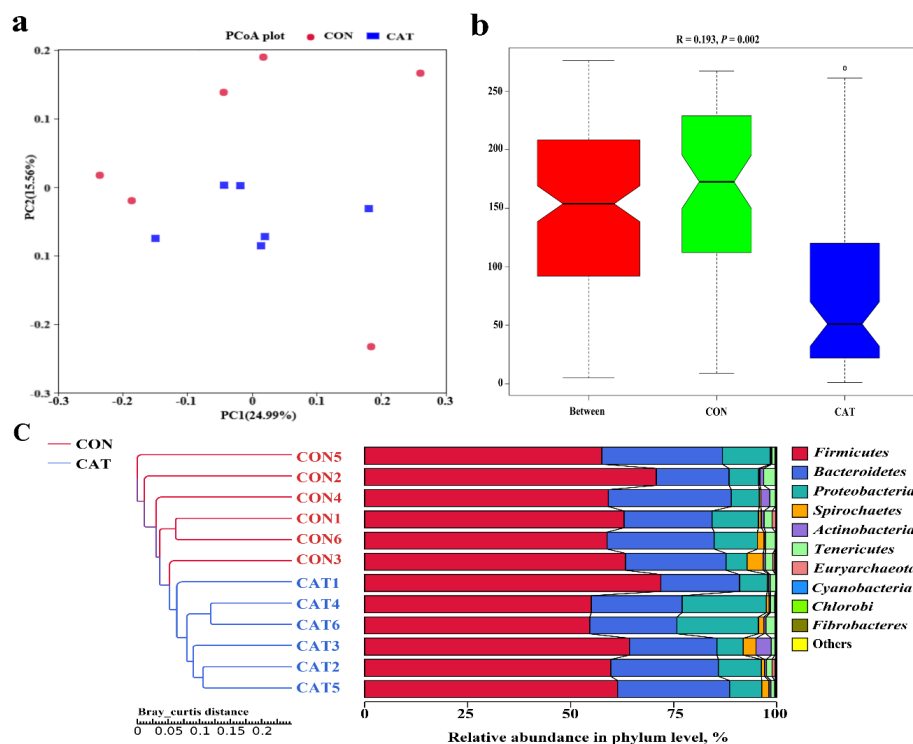 a
PCoA plot CON CAT
0.2
0.1
0
0.1
-0.2
-0.3
PC2(15.56%)
-0.3 -0.2 -0.1 0 0.1 0.2 0.3
PC1(24.99%)
b
R = 0.193, P = 0.002
250
200
150
100
50
0
Between CON CAT
C
CON
CAT
CON5
CON2
CON4
CON1
CON6
CON3
CAT1
CAT4
CAT6
CAT3
CAT2
CAT5
Bray_curtis distance
0 0.05 0.1 0.15 0.2
0 25 50 75 100
Relative abundance in phylum level, %
Firmicutes
Bacteroidetes
Proteobacteria
Spirochaetes
Actinobacteria
Tenericutes
Euryarchaeota
Cyanobacteria
Chlorobi
Fibrobacteres
Others